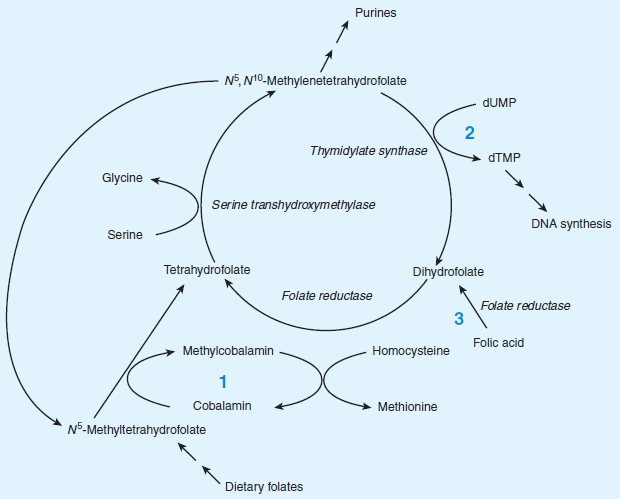 Purines
N5, N10-Methylenetetrahydrofolate
dUMP
2
Thymidylate synthase
dTMP
Glycine
Serine transhydroxymethylase
DNA synthesis
Serine
Tetrahydrofolate
Dihydrofolate
Folate reductase
Folate reductase
3
Folic acid
Methylcobalamin
Homocysteine
1
Cobalamin
Methionine
N5-Methyltetrahydrofolate
Dietary folates